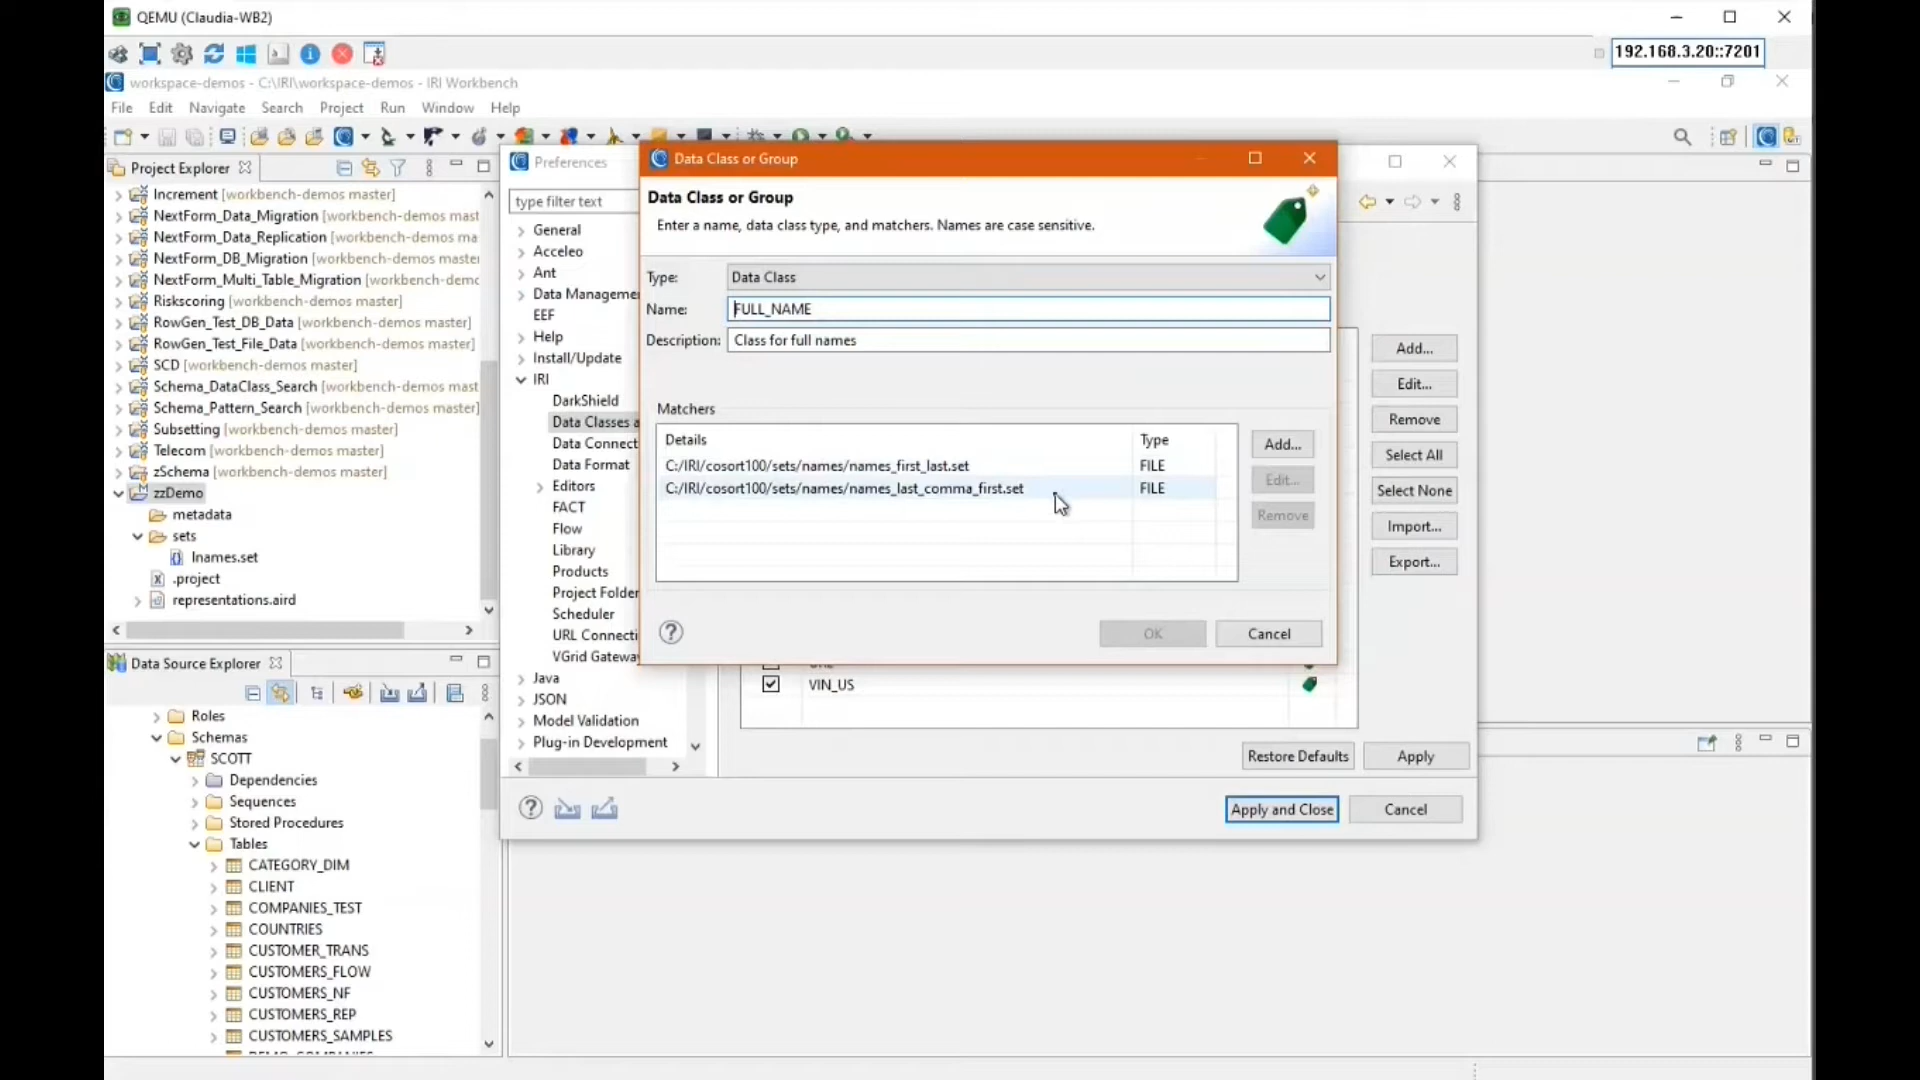 QEMU (Claudia-WB2)
192.168.3.20::7201
workspace-demos - C:\IRI\workspace-demos - IRI Workbench
File Edit Navigate Search Project Run Window Help
Project Explorer
Increment [workbench-demos master]
NextForm_Data_Migration [workbench-demos mast
NextForm_Data_Replication [workbench-demos ma
NextForm_DB_Migration [workbench-demos master
NextForm_Multi_Table_Migration [workbench-demo
Riskscoring [workbench-demos master]
RowGen_Test_DB_Data [workbench-demos master]
RowGen_Test_File_Data [workbench-demos master]
SCD [workbench-demos master]
Schema_DataClass_Search [workbench-demos mast
Schema_Pattern_Search [workbench-demos master]
Subsetting [workbench-demos master]
Telecom [workbench-demos master]
zSchema [workbench-demos master]
zzDemo
metadata
sets
lnames.set
.project
representations.aird
Data Source Explorer
Roles
Schemas
SCOTT
Dependencies
Sequences
Stored Procedures
Tables
CATEGORY_DIM
CLIENT
COMPANIES_TEST
COUNTRIES
CUSTOMER_TRANS
CUSTOMERS_FLOW
CUSTOMERS_NF
CUSTOMERS_REP
CUSTOMERS_SAMPLES
Preferences
type filter text
General
Acceleo
Ant
Data Manageme
EEF
Help
Install/Update
IRI
DarkShield
Data Classes a
Data Connect
Data Format
Editors
FACT
Flow
Library
Products
Project Folder
Scheduler
URL Connecti
VGrid Gateway
Java
JSON
Model Validation
Plug-in Development
Data Class or Group
Data Class or Group
Enter a name, data class type, and matchers. Names are case sensitive.
Type: Data Class
Name: FULL_NAME
Description: Class for full names
Matchers
Details Type
C:/IRI/cosort100/sets/names/names_first_last.set FILE
C:/IRI/cosort100/sets/names/names_last_comma_first.set FILE
Add...
Edit...
Remove
? OK Cancel
VIN_US
Add...
Edit...
Remove
Select All
Select None
Import...
Export...
Restore Defaults Apply
? Apply and Close Cancel